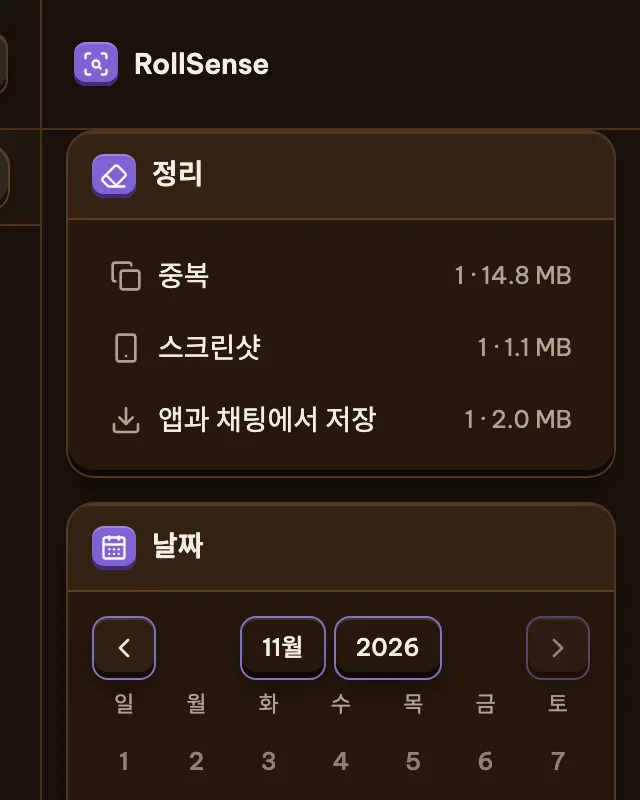 RollSense
정리
중복 1 · 14.8 MB
스크린샷 1 · 1.1 MB
앱과 채팅에서 저장 1 · 2.0 MB
날짜
11월 2026
일 월 화 수 목 금 토
1 2 3 4 5 6 7